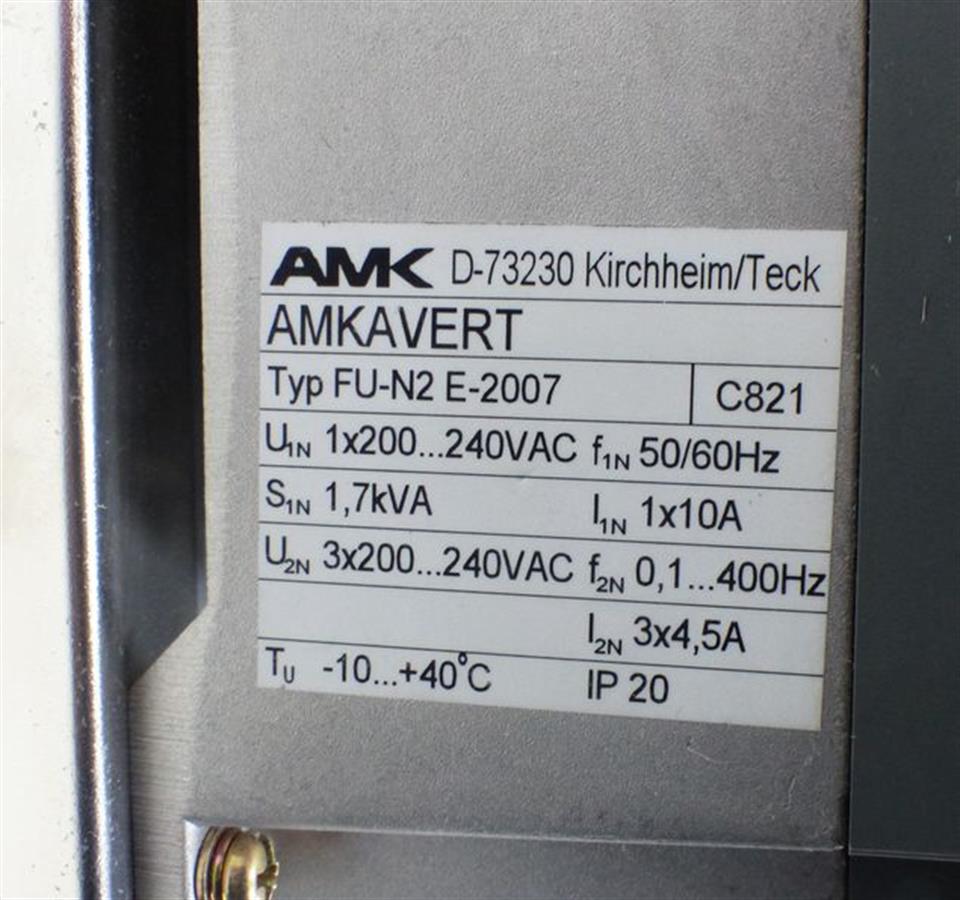 AMK D-73230 Kirchheim/Teck
AMKAVERT
Typ FU-N2 E-2007 C821
U1N 1x200...240VAC f1N 50/60Hz
S1N 1,7kVA I1N 1x10A
U2N 3x200...240VAC f2N 0,1...400Hz
I2N 3x4,5A
TU -10...+40°C IP 20